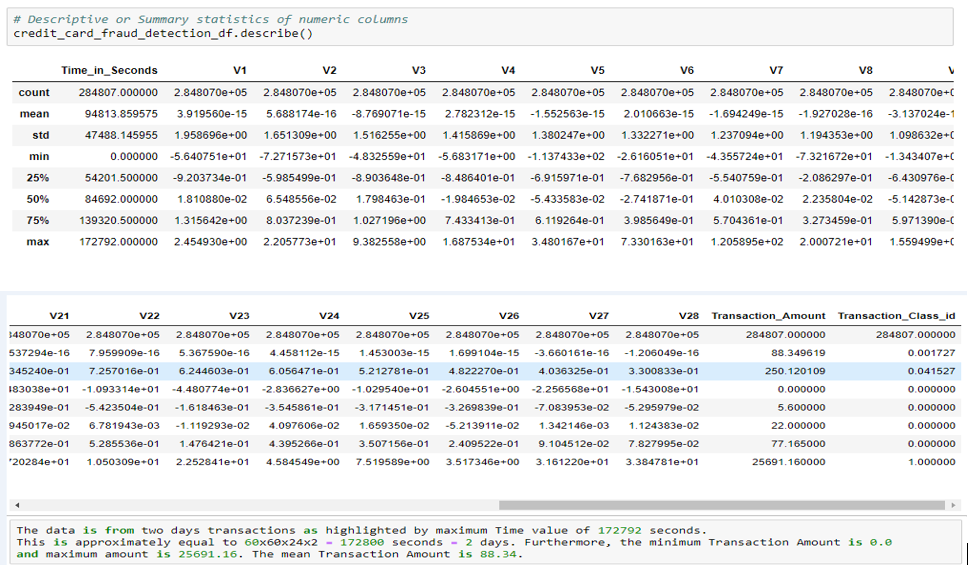 # Descriptive or Summary statistics of numeric columns
credit_card_fraud_detection_df.describe()
Time_in_Seconds V1 V2 V3 V4 V5 V6 V7 V8 V
count 284807.000000 2.848070e+05 2.848070e+05 2.848070e+05 2.848070e+05 2.848070e+05 2.848070e+05 2.848070e+05 2.848070e+05 2.848070e+0
mean 94813.859575 3.919560e-15 5.688174e-16 -8.769071e-15 2.782312e-15 -1.552563e-15 2.010663e-15 -1.694249e-15 -1.927028e-16 -3.137024e-1
std 47488.145955 1.958696e+00 1.651309e+00 1.516255e+00 1.415869e+00 1.380247e+00 1.332271e+00 1.237094e+00 1.194353e+00 1.098632e+0
min 0.000000 -5.640751e+01 -7.271573e+01 -4.832559e+01 -5.683171e+00 -1.137433e+02 -2.616051e+01 -4.355724e+01 -7.321672e+01 -1.343407e+0
25% 54201.500000 -9.203734e-01 -5.985499e-01 -8.903648e-01 -8.486401e-01 -6.915971e-01 -7.682956e-01 -5.540759e-01 -2.086297e-01 -6.430976e-0
50% 84692.000000 1.810880e-02 6.548556e-02 1.798463e-01 -1.984653e-02 -5.433583e-02 -2.741871e-01 4.010308e-02 2.235804e-02 -5.142873e-0
75% 139320.500000 1.315642e+00 8.037239e-01 1.027196e+00 7.433413e-01 6.119264e-01 3.985649e-01 5.704361e-01 3.273459e-01 5.971390e-0
max 172792.000000 2.454930e+00 2.205773e+01 9.382558e+00 1.687534e+01 3.480167e+01 7.330163e+01 1.205895e+02 2.000721e+01 1.559499e+0
V21 V22 V23 V24 V25 V26 V27 V28 Transaction_Amount Transaction_Class_id
348070e+05 2.848070e+05 2.848070e+05 2.848070e+05 2.848070e+05 2.848070e+05 2.848070e+05 2.848070e+05 284807.000000 284807.000000
537294e-16 7.959909e-16 5.367590e-16 4.458112e-15 1.453003e-15 1.699104e-15 -3.660161e-16 -1.206049e-16 88.349619 0.001727
345240e-01 7.257016e-01 6.244603e-01 6.056471e-01 5.212781e-01 4.822270e-01 4.036325e-01 3.300833e-01 250.120109 0.041527
483038e+01 -1.093314e+01 -4.480774e+01 -2.836627e+00 -1.029540e+01 -2.604551e+00 -2.256568e+01 -1.543008e+01 0.000000 0.000000
283949e-01 -5.423504e-01 -1.618463e-01 -3.545861e-01 -3.171451e-01 -3.269839e-01 -7.083953e-02 -5.295979e-02 5.600000 0.000000
945017e-02 6.781943e-03 -1.119293e-02 4.097606e-02 1.659350e-02 -5.213911e-02 1.342146e-03 1.124383e-02 22.000000 0.000000
863772e-01 5.285536e-01 1.476421e-01 4.395266e-01 3.507156e-01 2.409522e-01 9.104512e-02 7.827995e-02 77.165000 0.000000
20284e+01 1.050309e+01 2.252841e+01 4.584549e+00 7.519589e+00 3.517346e+00 3.161220e+01 3.384781e+01 25691.160000 1.000000
The data is from two days transactions as highlighted by maximum Time value of 172792 seconds.
This is approximately equal to 60x60x24x2 = 172800 seconds = 2 days. Furthermore, the minimum Transaction Amount is 0.0
and maximum amount is 25691.16. The mean Transaction Amount is 88.34.